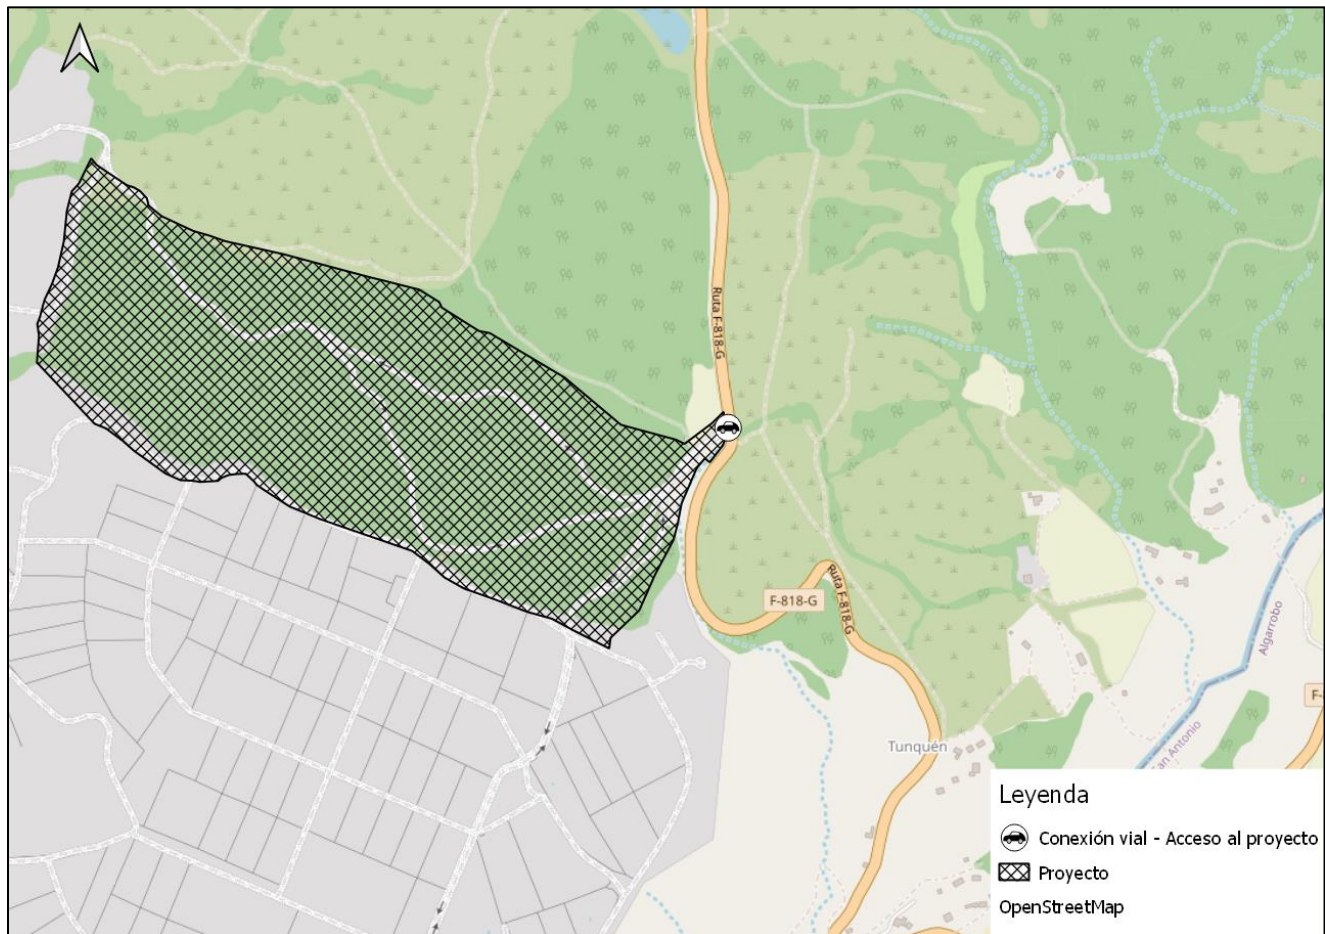 Ruta F-818-G
F-818-G
Ruta F-818-G
Algarrobo
San Antonio
F-
Tunquén
Leyenda
Conexión vial - Acceso al proyecto
Proyecto
OpenStreetMap